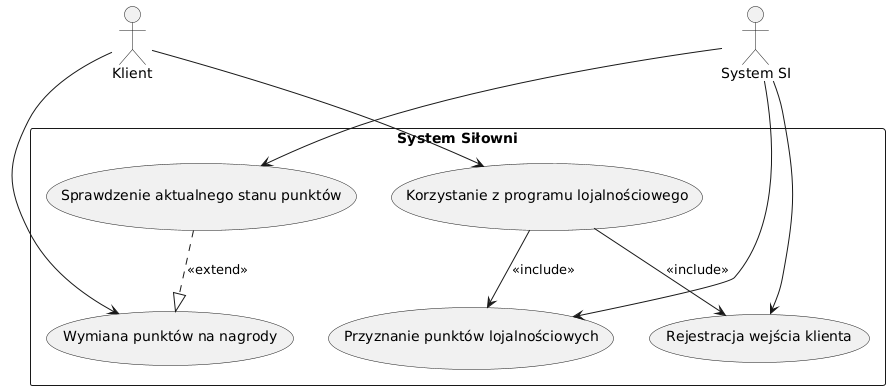 Klient
System SI
System Siłowni
Sprawdzenie aktualnego stanu punktów
Korzystanie z programu lojalnościowego
«extend»
«include»
«include»
Wymiana punktów na nagrody
Przyznanie punktów lojalnościowych
Rejestracja wejścia klienta